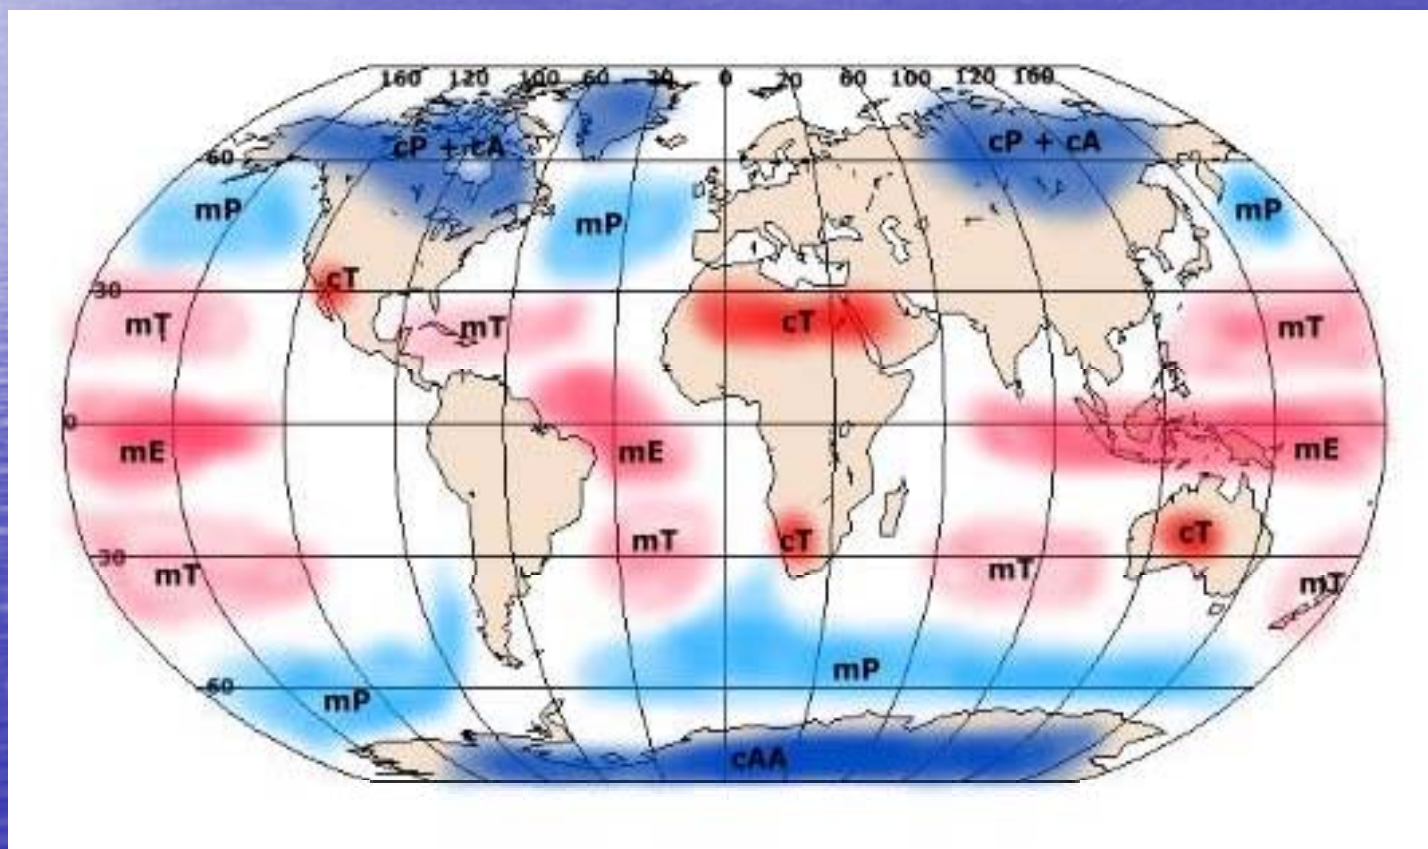 160 120 100 60 30 0 20 60 100 120 160
cP + cA cP + cA
60
mP mP mP
cT
30
mT mT cT mT
0
mE mE mE
cT
mT cT
30
mT mT mT
mP
-60
mP
cAA